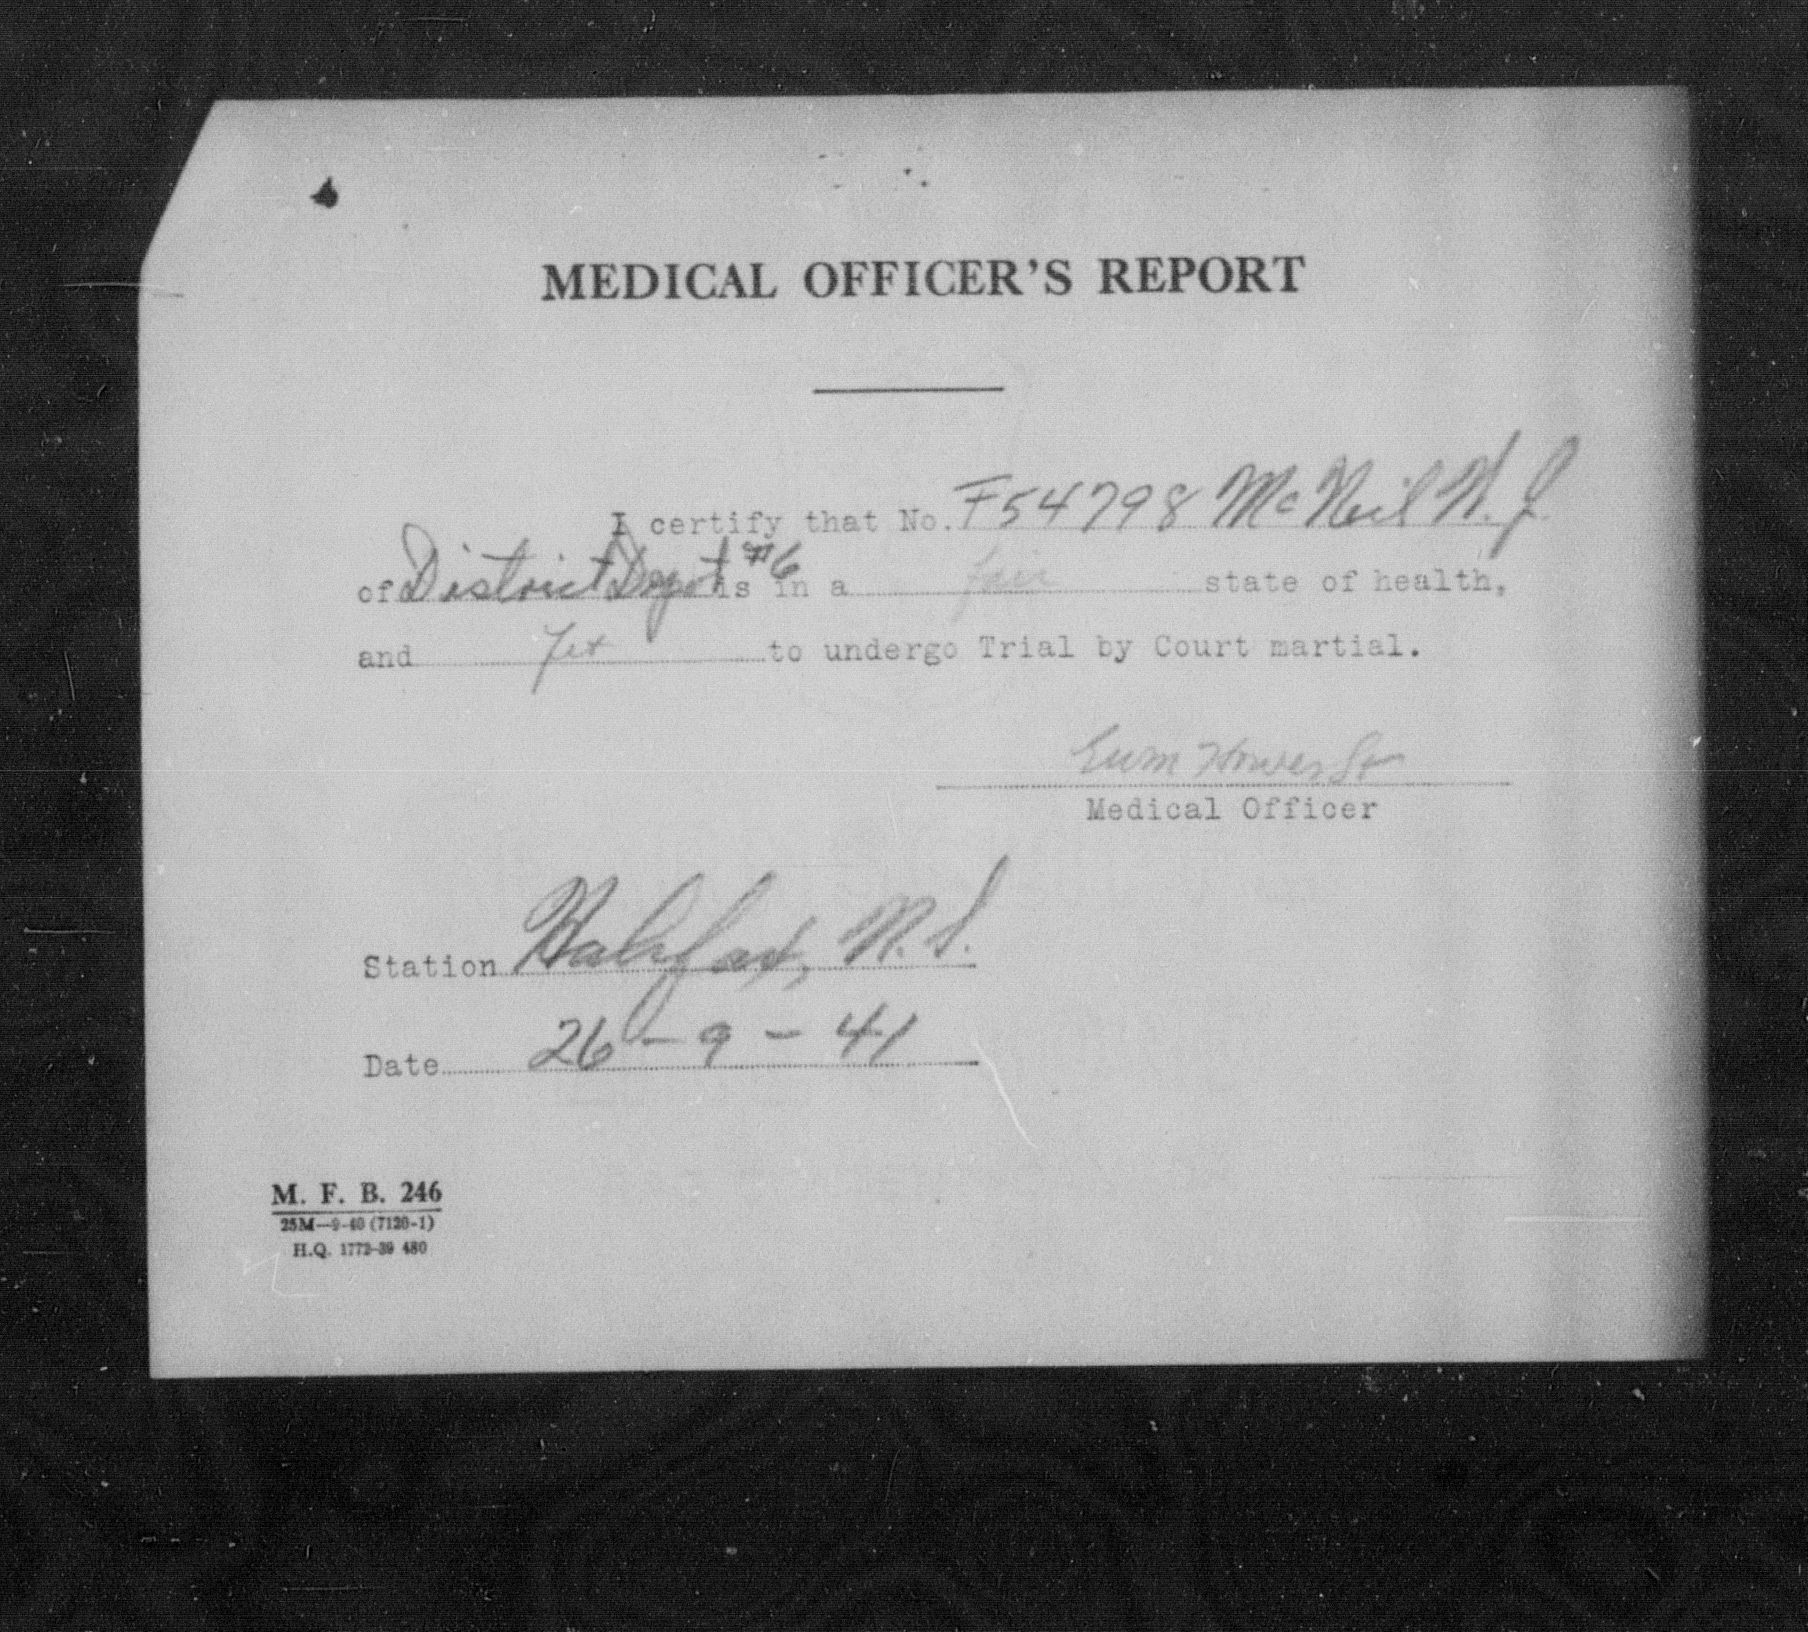 MEDICAL OFFICER'S REPORT
I certify that No. F54798 McNeil W. J.
of District Depot #6 is in a fair state of health,
and fit to undergo Trial by Court martial.
Medical Officer
Station Halifax, N.S.
Date 26-9-41
M. F. B. 246
25M—9-40 (7120-1)
H.Q. 1772-39 480